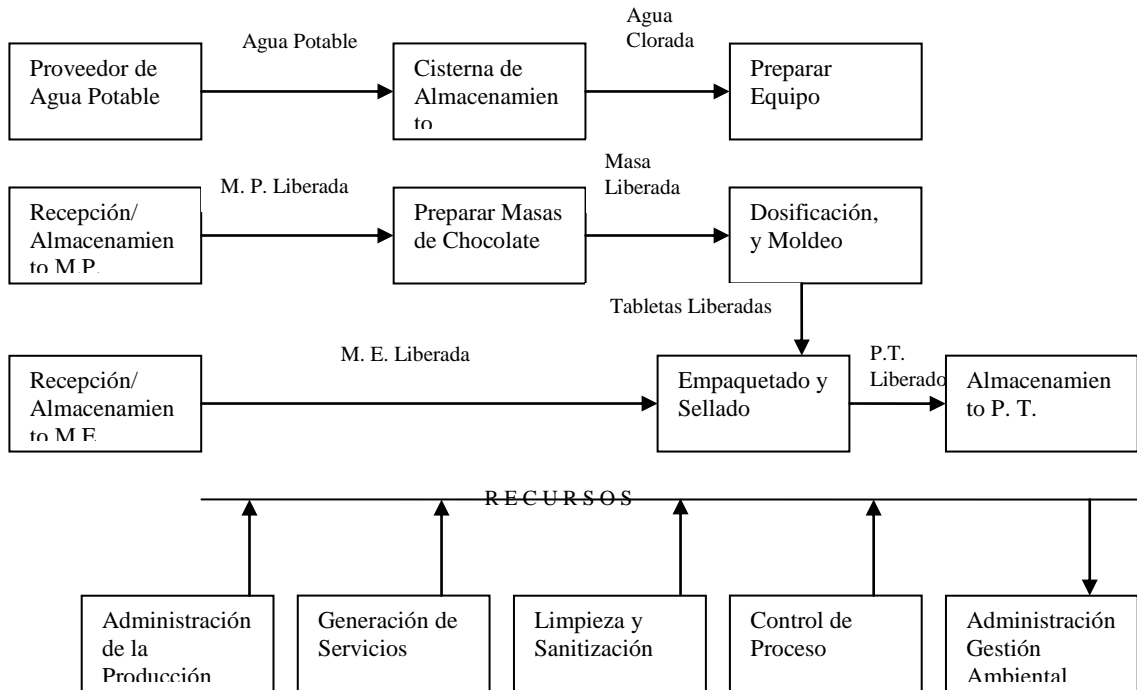 Agua Potable
Agua
Clorada
Proveedor de
Agua Potable
Cisterna de
Almacenamien
to
Preparar
Equipo
M. P. Liberada
Masa
Liberada
Recepción/
Almacenamien
to M.P.
Preparar Masas
de Chocolate
Dosificación,
y Moldeo
Tabletas Liberadas
M. E. Liberada
P.T.
Liberado
Recepción/
Almacenamien
to M.E.
Empaquetado y
Sellado
Almacenamien
to P. T.
R E C U R S O S
Administración
de la
Producción
Generación de
Servicios
Limpieza y
Sanitización
Control de
Proceso
Administración
Gestión
Ambiental